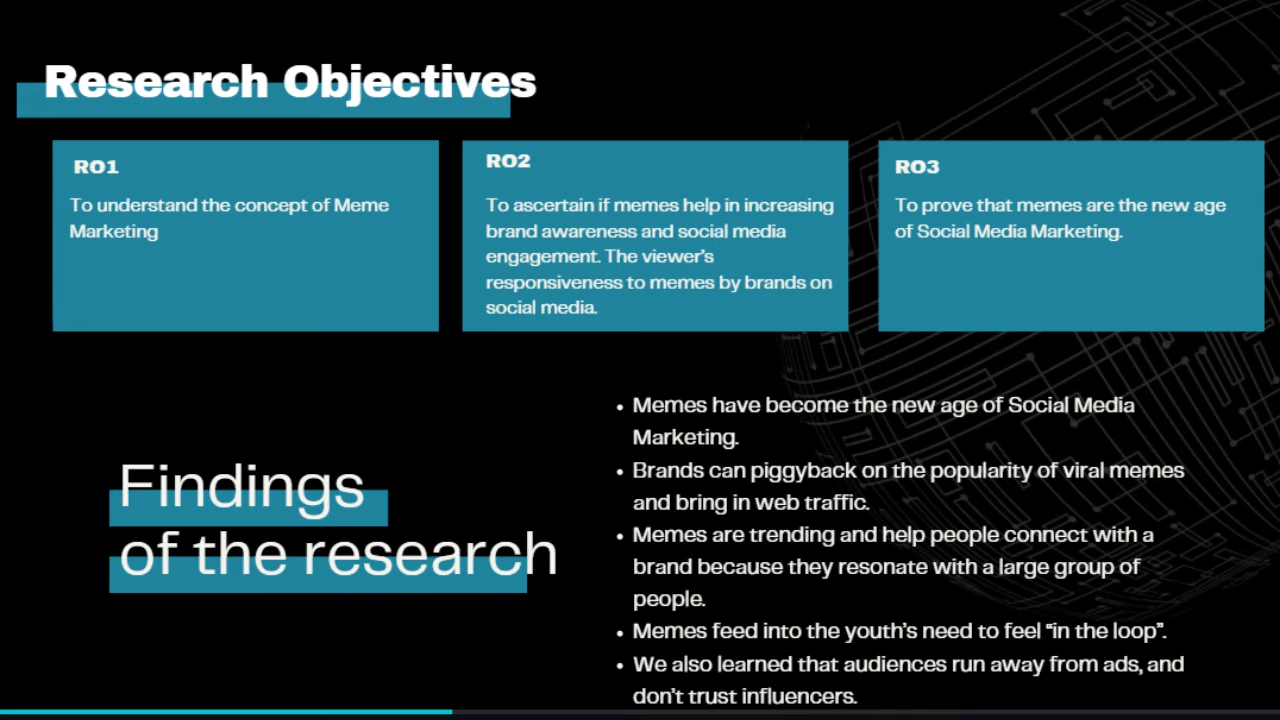 Research Objectives
RO1
To understand the concept of Meme
Marketing
RO2
To ascertain if memes help in increasing
brand awareness and social media
engagement. The viewer's
responsiveness to memes by brands on
social media.
RO3
To prove that memes are the new age
of Social Media Marketing.
Findings
of the research
• Memes have become the new age of Social Media
Marketing.
• Brands can piggyback on the popularity of viral memes
and bring in web traffic.
• Memes are trending and help people connect with a
brand because they resonate with a large group of
people.
• Memes feed into the youth's need to feel “in the loop”.
• We also learned that audiences run away from ads, and
don't trust influencers.